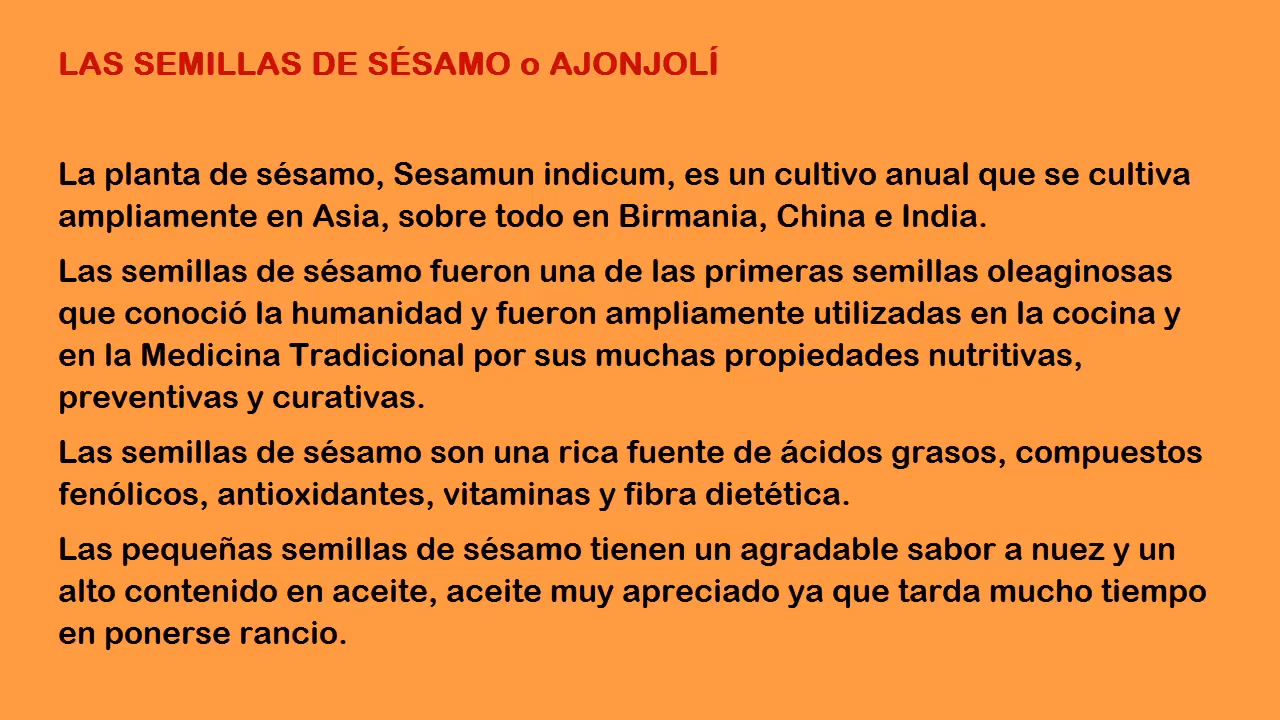 LAS SEMILLAS DE SÉSAMO o AJONJOLÍ
La planta de sésamo, Sesamun indicum, es un cultivo anual que se cultiva
ampliamente en Asia, sobre todo en Birmania, China e India.
Las semillas de sésamo fueron una de las primeras semillas oleaginosas
que conoció la humanidad y fueron ampliamente utilizadas en la cocina y
en la Medicina Tradicional por sus muchas propiedades nutritivas,
preventivas y curativas.
Las semillas de sésamo son una rica fuente de ácidos grasos, compuestos
fenólicos, antioxidantes, vitaminas y fibra dietética.
Las pequeñas semillas de sésamo tienen un agradable sabor a nuez y un
alto contenido en aceite, aceite muy apreciado ya que tarda mucho tiempo
en ponerse rancio.